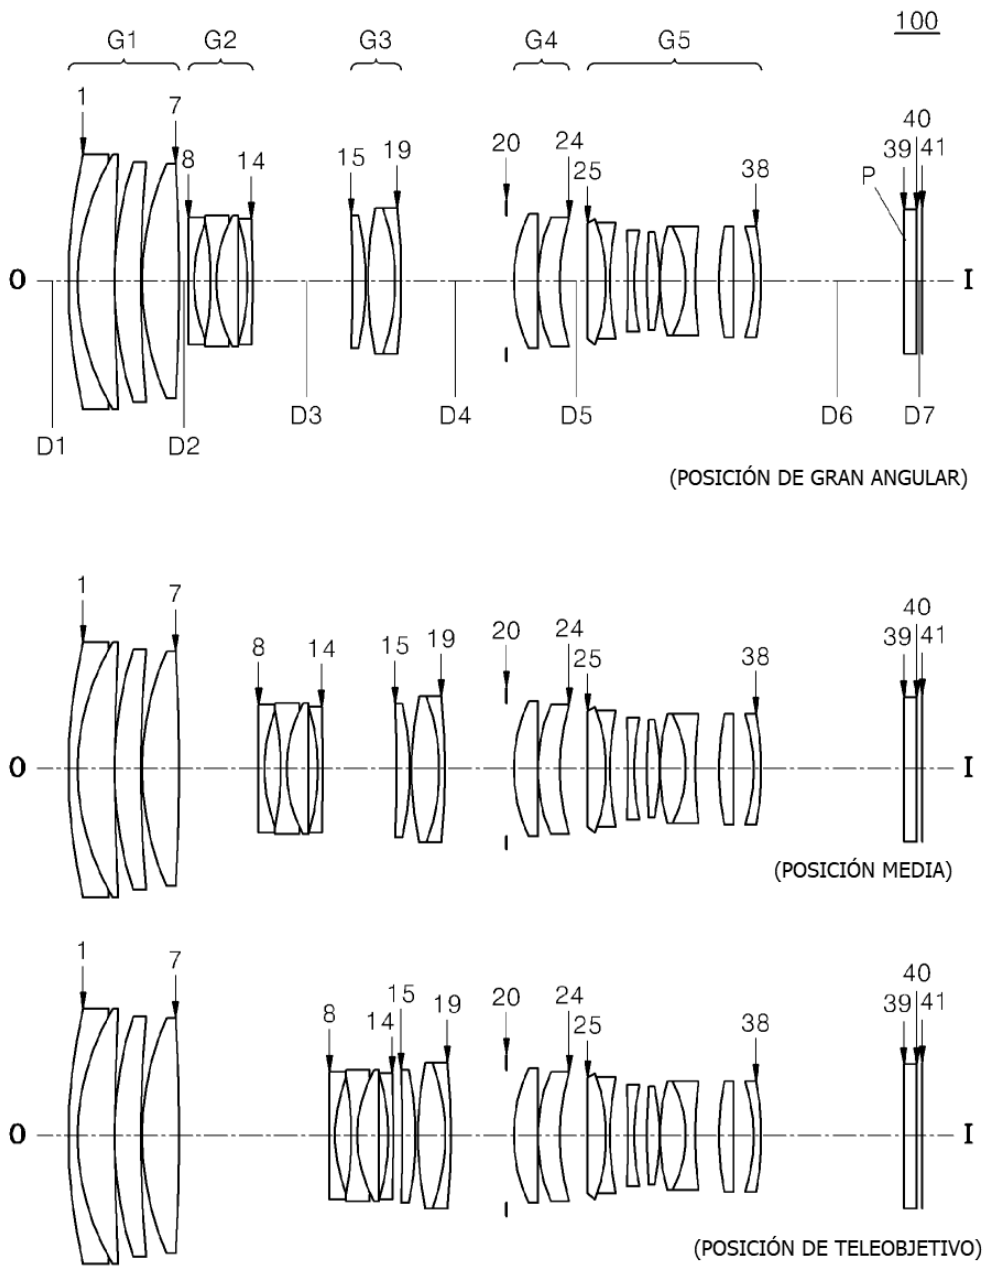 100
G1 G2 G3 G4 G5
1 7 8 14 15 19 20 24 25 38 39 40 41
P
O I
D1 D2 D3 D4 D5 D6 D7
(POSICIÓN DE GRAN ANGULAR)
1 7 8 14 15 19 20 24 25 38 39 40 41
O I
(POSICIÓN MEDIA)
1 7 8 14 15 19 20 24 25 38 39 40 41
O I
(POSICIÓN DE TELEOBJETIVO)